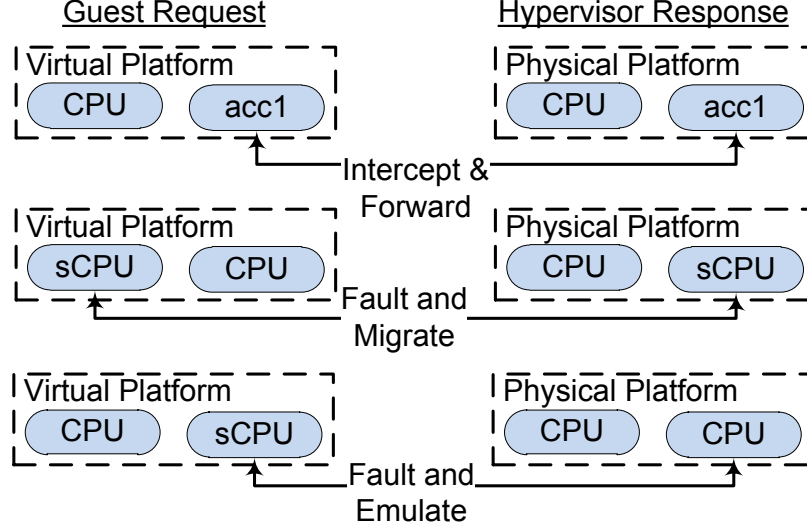 Guest Request
Hypervisor Response
Virtual Platform
Physical Platform
CPU
acc1
CPU
acc1
Intercept &
Forward
Virtual Platform
Physical Platform
sCPU
CPU
CPU
sCPU
Fault and
Migrate
Virtual Platform
Physical Platform
CPU
sCPU
CPU
CPU
Fault and
Emulate